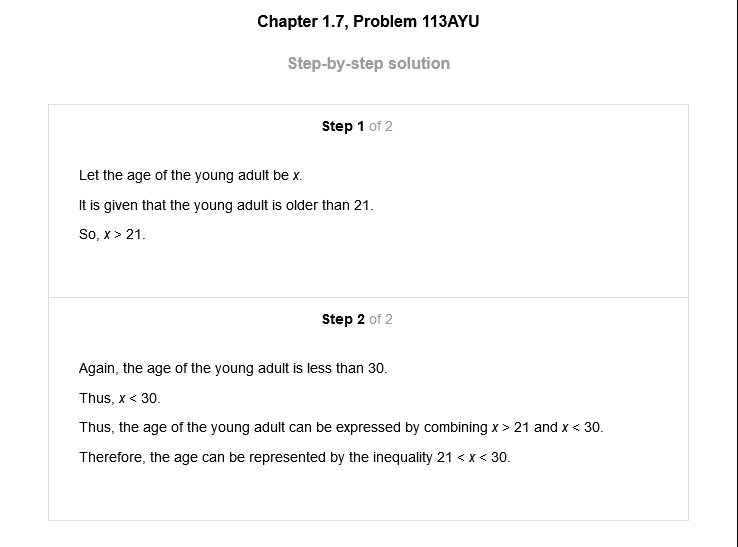 Chapter 1.7, Problem 113AYU
Step-by-step solution
Step 1 of 2
Let the age of the young adult be x.
It is given that the young adult is older than 21.
So, x > 21.
Step 2 of 2
Again, the age of the young adult is less than 30.
Thus, x < 30.
Thus, the age of the young adult can be expressed by combining x > 21 and x < 30.
Therefore, the age can be represented by the inequality 21 < x < 30.